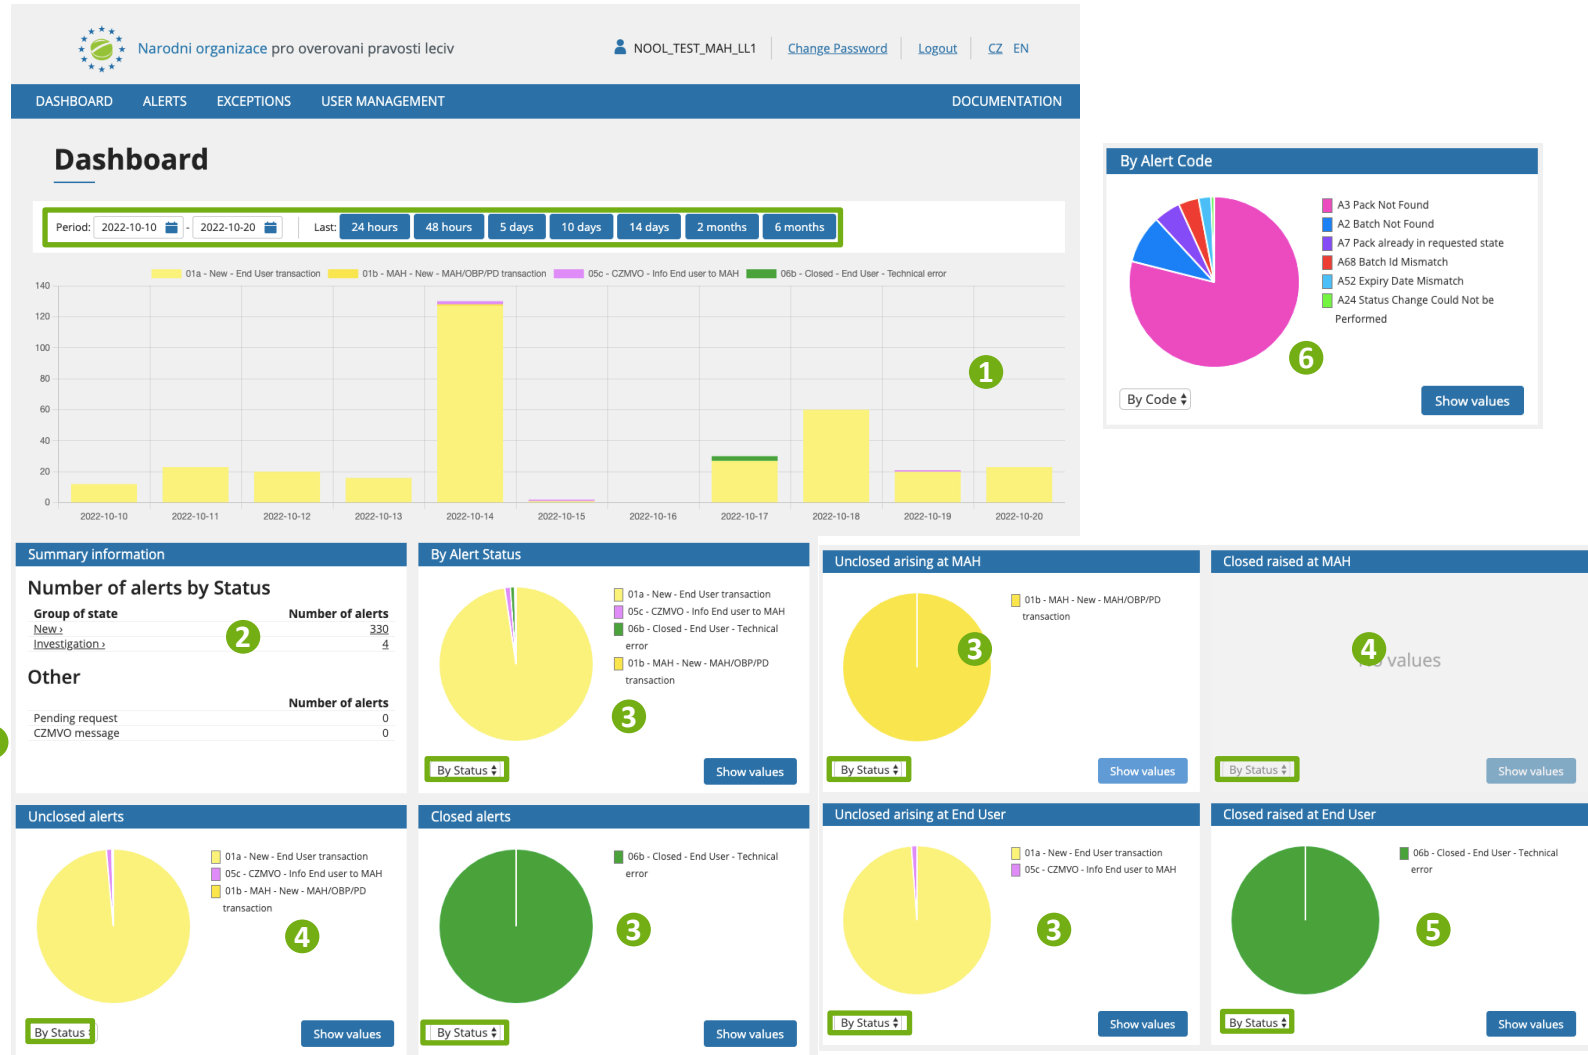 Narodni organizace pro overovani pravosti leciv
NOOL_TEST_MAH_LL1
Change Password
Logout
CZ EN
DASHBOARD ALERTS EXCEPTIONS USER MANAGEMENT DOCUMENTATION
Dashboard
Period: 2022-10-10 - 2022-10-20 Last: 24 hours 48 hours 5 days 10 days 14 days 2 months 6 months
01a - New - End User transaction 01b - MAH - New - MAH/OBP/PD transaction 05c - CZMVO - Info End user to MAH 06b - Closed - End User - Technical error
140
120
100
80
60
40
20
0
1
2022-10-10 2022-10-11 2022-10-12 2022-10-13 2022-10-14 2022-10-15 2022-10-16 2022-10-17 2022-10-18 2022-10-19 2022-10-20
By Alert Code
A3 Pack Not Found
A2 Batch Not Found
A7 Pack already in requested state
A68 Batch Id Mismatch
A52 Expiry Date Mismatch
A24 Status Change Could Not be
Performed
6
By Code
Show values
Summary information
Number of alerts by Status
Group of state Number of alerts
New › 330
Investigation › 4
2
Other
Number of alerts
Pending request 0
CZMVO message 0
By Alert Status
01a - New - End User transaction
05c - CZMVO - Info End user to MAH
06b - Closed - End User - Technical
error
01b - MAH - New - MAH/OBP/PD
transaction
3
By Status
Show values
Unclosed arising at MAH
01b - MAH - New - MAH/OBP/PD
transaction
3
By Status
Show values
Closed raised at MAH
4
values
By Status
Show values
Unclosed alerts
01a - New - End User transaction
05c - CZMVO - Info End user to MAH
01b - MAH - New - MAH/OBP/PD
transaction
4
By Status
Show values
Closed alerts
06b - Closed - End User - Technical
error
3
By Status
Show values
Unclosed arising at End User
01a - New - End User transaction
05c - CZMVO - Info End user to MAH
3
By Status
Show values
Closed raised at End User
06b - Closed - End User - Technical
error
5
By Status
Show values